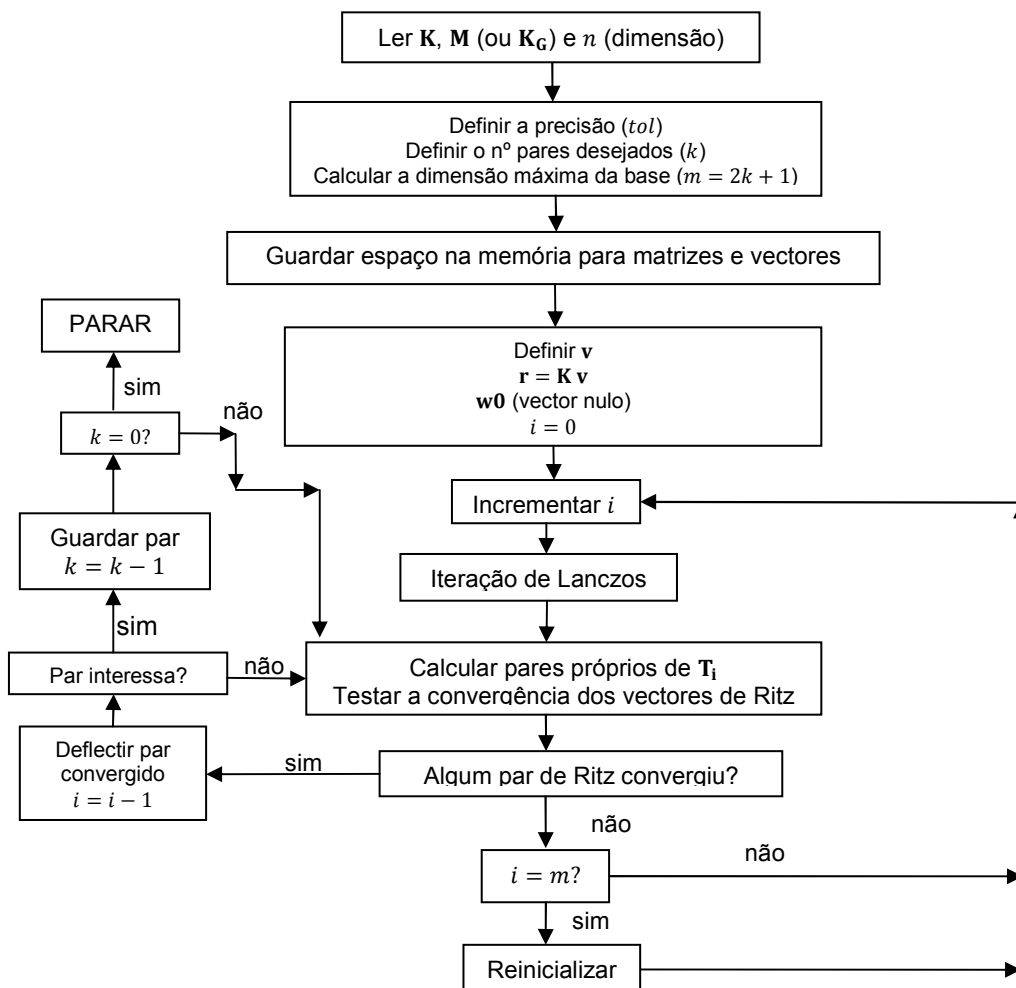 Ler K, M (ou K_G) e n (dimensão)
Definir a precisão (tol)
Definir o nº pares desejados (k)
Calcular a dimensão máxima da base (m = 2k + 1)
Guardar espaço na memória para matrizes e vectores
PARAR
Definir v
r = K v
w0 (vector nulo)
i = 0
sim
não
k = 0?
Incrementar i
Guardar par
k = k − 1
Iteração de Lanczos
sim
Par interessa?
não
Calcular pares próprios de T_i
Testar a convergência dos vectores de Ritz
Deflectir par
convergido
i = i − 1
sim
Algum par de Ritz convergiu?
não
não
i = m?
sim
Reinicializar